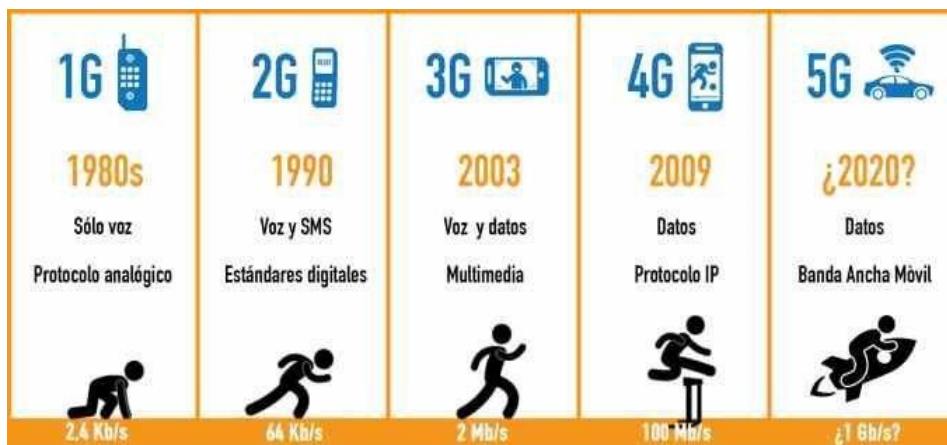 1G
1980s
Sólo voz
Protocolo analógico
2,4 Kb/s
2G
1990
Voz y SMS
Estándares digitales
64 Kb/s
3G
2003
Voz y datos
Multimedia
2 Mb/s
4G
2009
Datos
Protocolo IP
100 Mb/s
5G
¿2020?
Datos
Banda Ancha Mòvil
¿1 Gb/s?